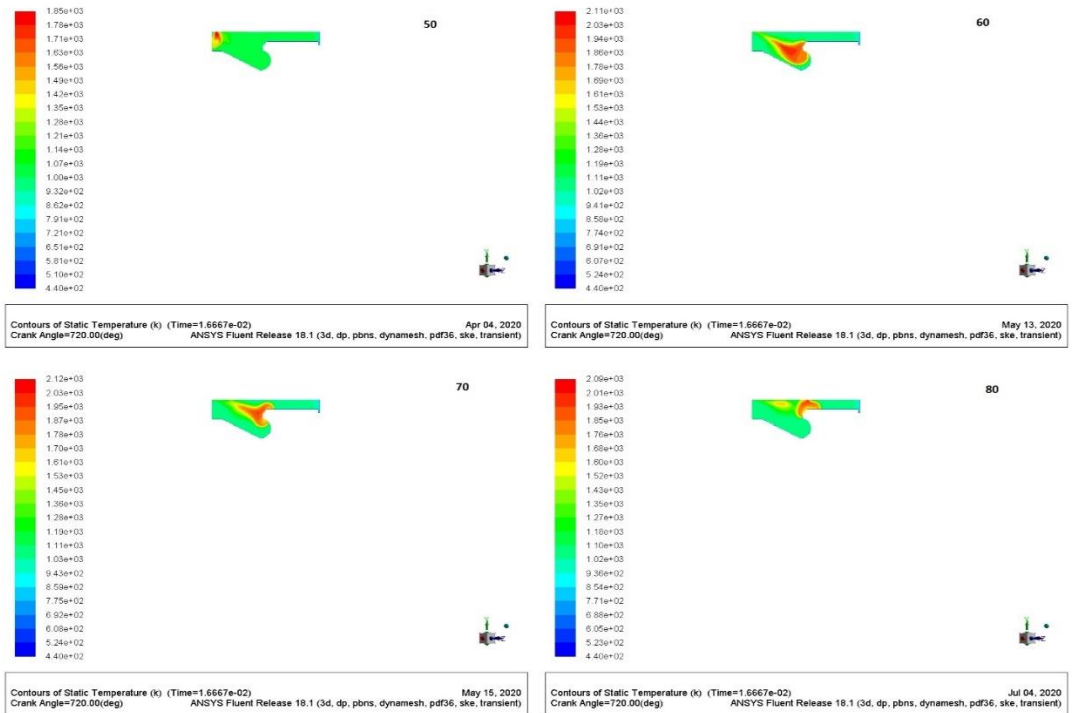 1.85e+03
1.78e+03
1.71e+03
1.63e+03
1.56e+03
1.49e+03
1.42e+03
1.35e+03
1.28e+03
1.21e+03
1.14e+03
1.07e+03
1.00e+03
9.32e+02
8.62e+02
7.91e+02
7.21e+02
6.51e+02
5.81e+02
5.10e+02
4.40e+02
50
Contours of Static Temperature (k) (Time=1.6667e-02)
Crank Angle=720.00(deg)
Apr 04, 2020
ANSYS Fluent Release 18.1 (3d, dp, pbns, dynamesh, pdf36, ske, transient)
2.11e+03
2.03e+03
1.94e+03
1.86e+03
1.78e+03
1.69e+03
1.61e+03
1.53e+03
1.44e+03
1.36e+03
1.28e+03
1.19e+03
1.11e+03
1.02e+03
9.41e+02
8.58e+02
7.74e+02
6.91e+02
6.07e+02
5.24e+02
4.40e+02
60
Contours of Static Temperature (k) (Time=1.6667e-02)
Crank Angle=720.00(deg)
May 13, 2020
ANSYS Fluent Release 18.1 (3d, dp, pbns, dynamesh, pdf36, ske, transient)
2.12e+03
2.03e+03
1.95e+03
1.87e+03
1.78e+03
1.70e+03
1.61e+03
1.53e+03
1.45e+03
1.36e+03
1.28e+03
1.19e+03
1.11e+03
1.03e+03
9.43e+02
8.59e+02
7.75e+02
6.92e+02
6.08e+02
5.24e+02
4.40e+02
70
Contours of Static Temperature (k) (Time=1.6667e-02)
Crank Angle=720.00(deg)
May 15, 2020
ANSYS Fluent Release 18.1 (3d, dp, pbns, dynamesh, pdf36, ske, transient)
2.09e+03
2.01e+03
1.93e+03
1.85e+03
1.76e+03
1.68e+03
1.60e+03
1.52e+03
1.43e+03
1.35e+03
1.27e+03
1.18e+03
1.10e+03
1.02e+03
9.36e+02
8.54e+02
7.71e+02
6.88e+02
6.05e+02
5.23e+02
4.40e+02
80
Contours of Static Temperature (k) (Time=1.6667e-02)
Crank Angle=720.00(deg)
Jul 04, 2020
ANSYS Fluent Release 18.1 (3d, dp, pbns, dynamesh, pdf36, ske, transient)